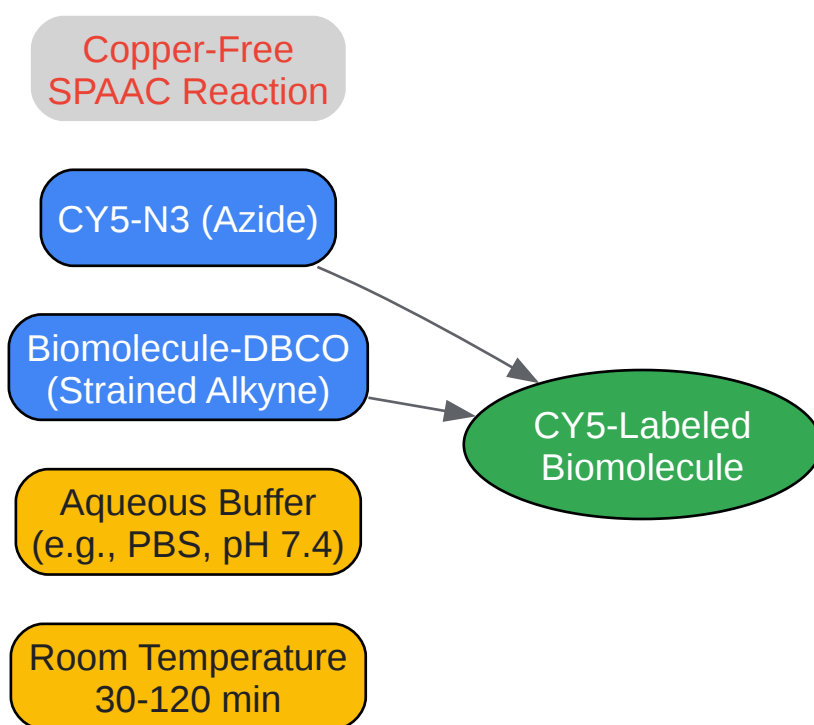 Copper-Free
SPAAC Reaction
CY5-N3 (Azide)
Biomolecule-DBCO
(Strained Alkyne)
CY5-Labeled
Biomolecule
Aqueous Buffer
(e.g., PBS, pH 7.4)
Room Temperature
30-120 min